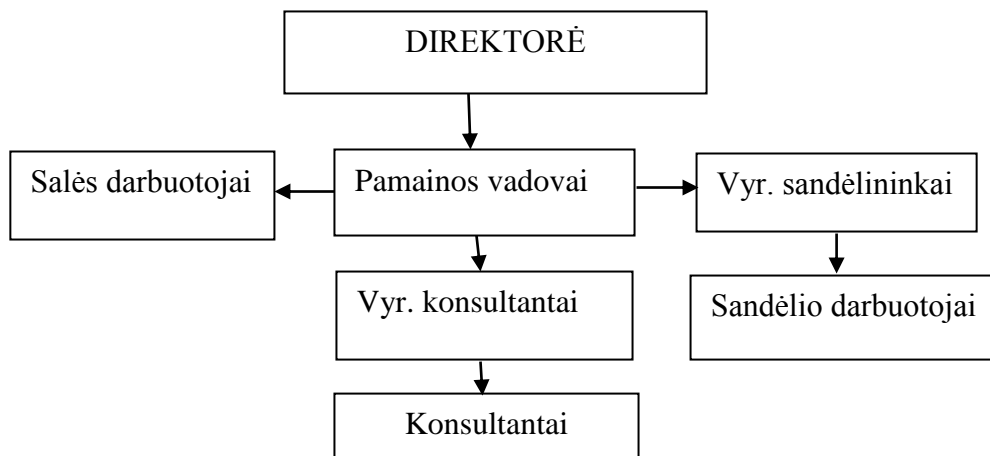 DIREKTORĖ
Salės darbuotojai
Pamainos vadovai
Vyr. sandėlininkai
Vyr. konsultantai
Sandėlio darbuotojai
Konsultantai